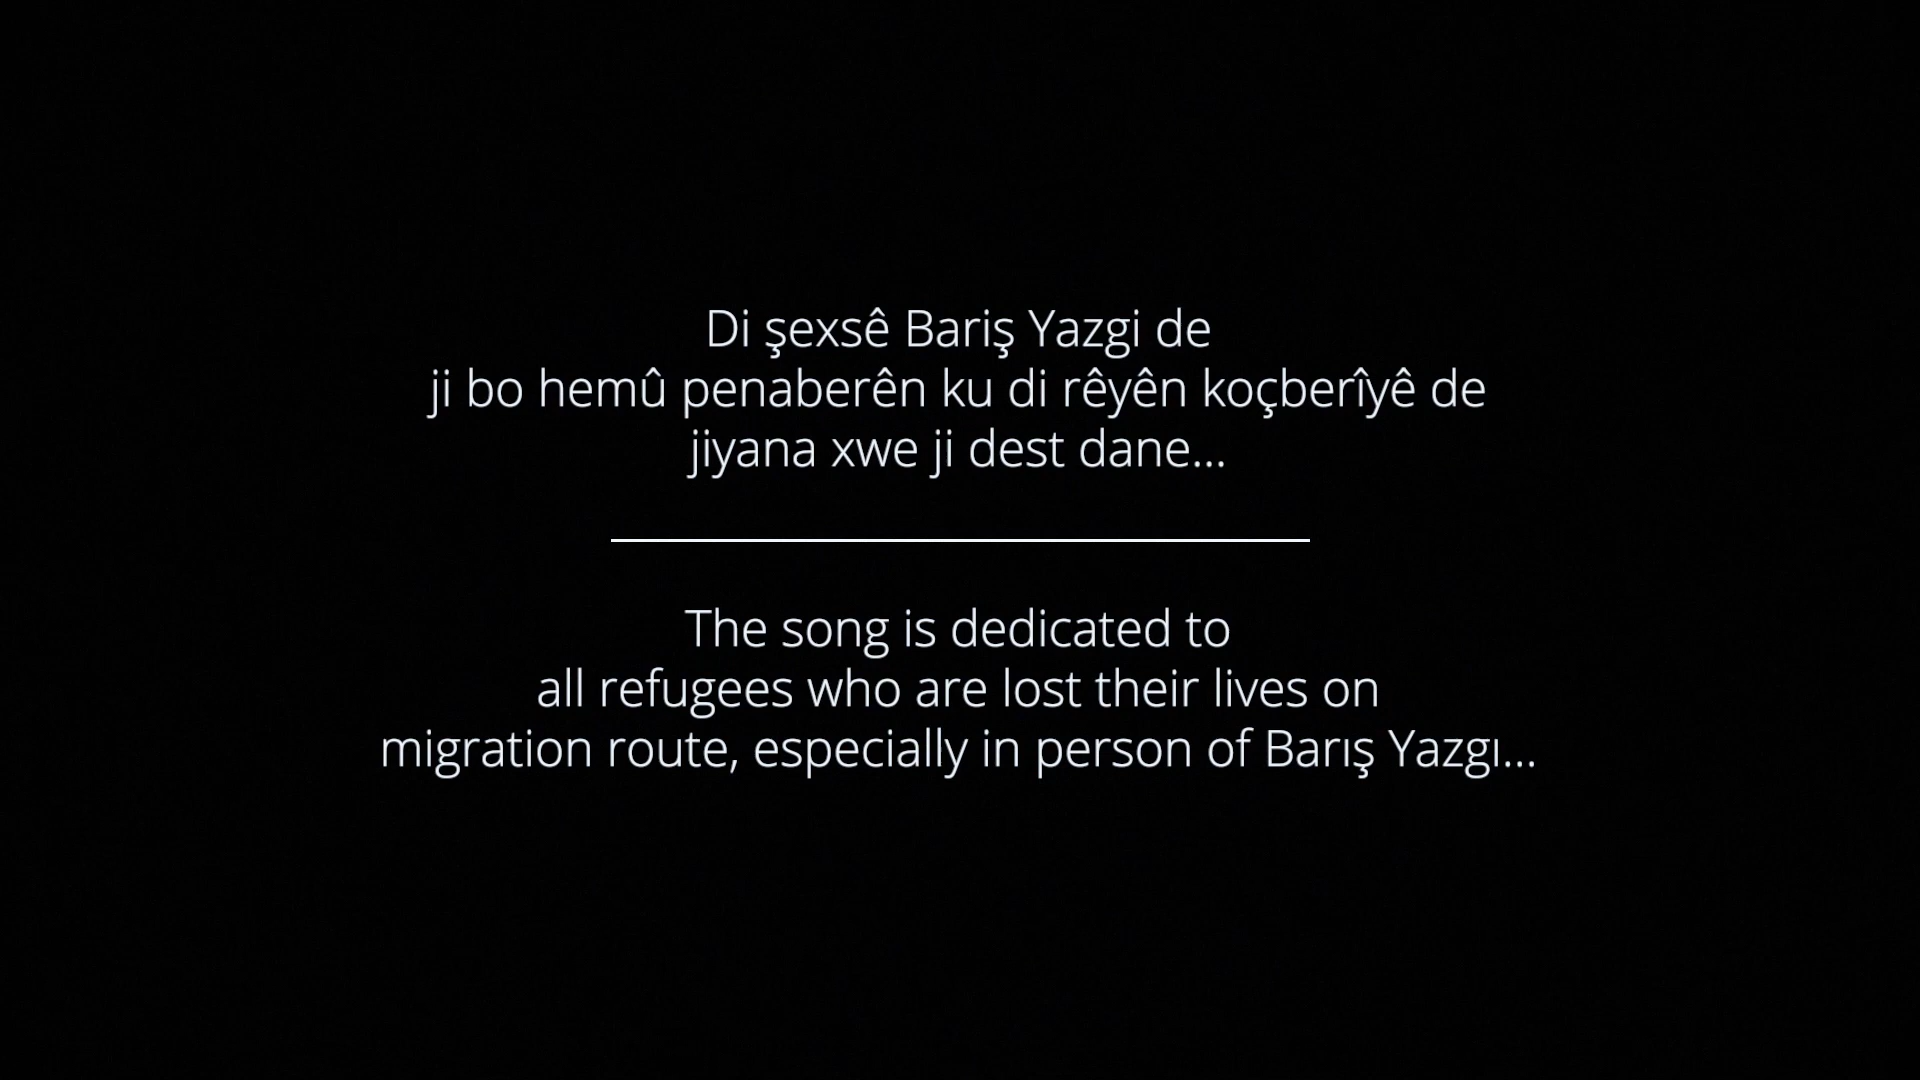 Di şexsê Bariş Yazgi de
ji bo hemû penaberên ku di rêyên koçberîyê de
jiyana xwe ji dest dane...
The song is dedicated to
all refugees who are lost their lives on
migration route, especially in person of Barış Yazgı...